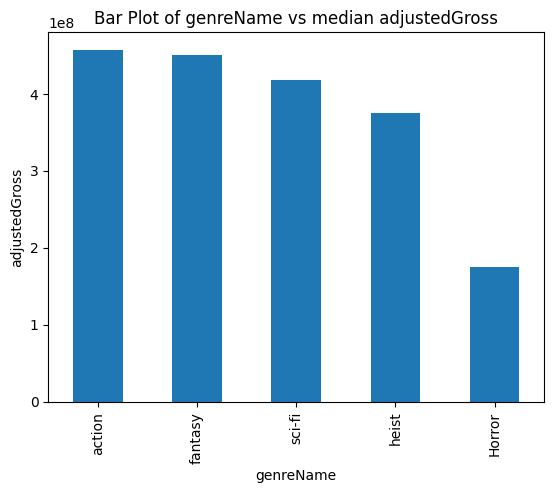 Bar Plot of genreName vs median adjustedGross
1e8
4
3
2
1
0
adjustedGross
action
fantasy
sci-fi
heist
Horror
genreName